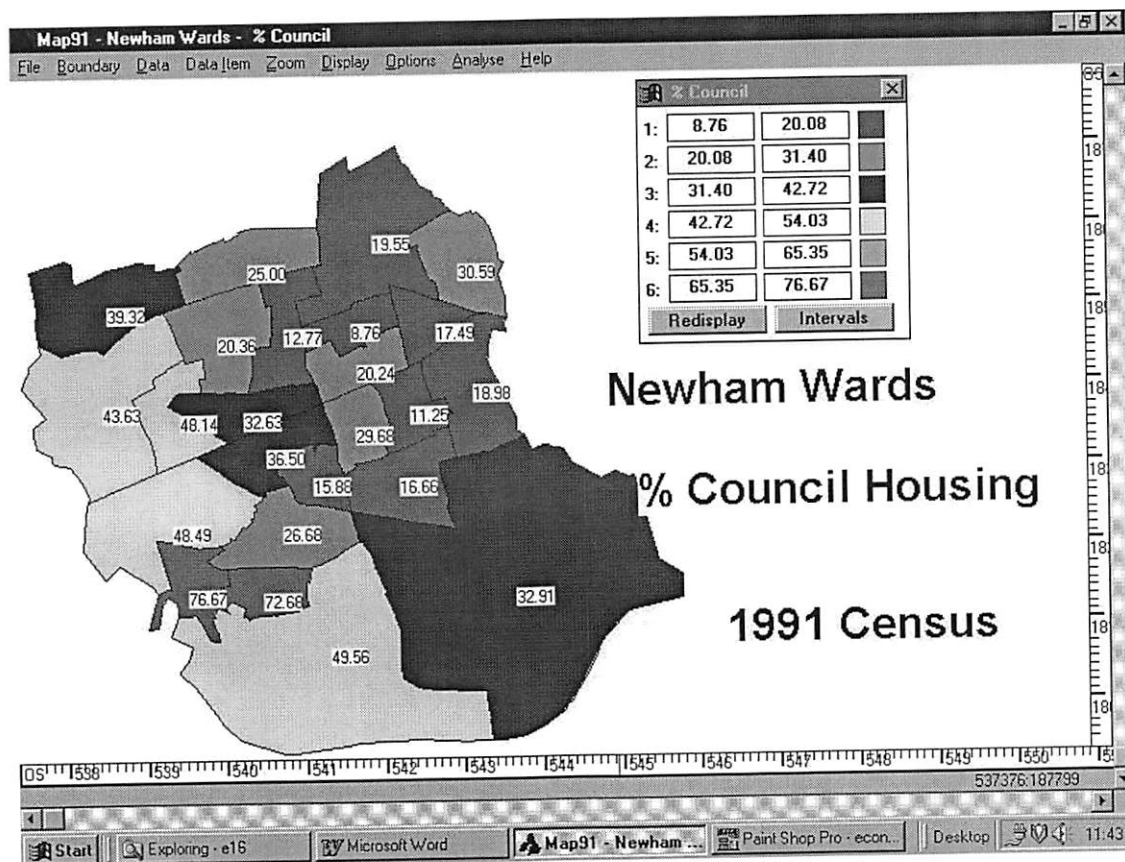 Map91 - Newham Wards - % Council
File Boundary Data Data Item Zoom Display Options Analyse Help
% Council
1: 8.76 20.08
2: 20.08 31.40
3: 31.40 42.72
4: 42.72 54.03
5: 54.03 65.35
6: 65.35 76.67
Redisplay Intervals
19.55
25.00
30.59
39.32
12.77
8.76
17.49
20.36
20.24
18.98
43.63
48.14
32.63
11.25
29.68
36.50
15.88
16.66
48.49
26.68
76.67
72.68
32.91
49.56
Newham Wards
% Council Housing
1991 Census
OS 538 539 540 541 542 543 544 545 546 547 548 549 550
537376:187799
Start Exploring - e16 Microsoft Word Map91 - Newham ... Paint Shop Pro - econ... Desktop 11:43